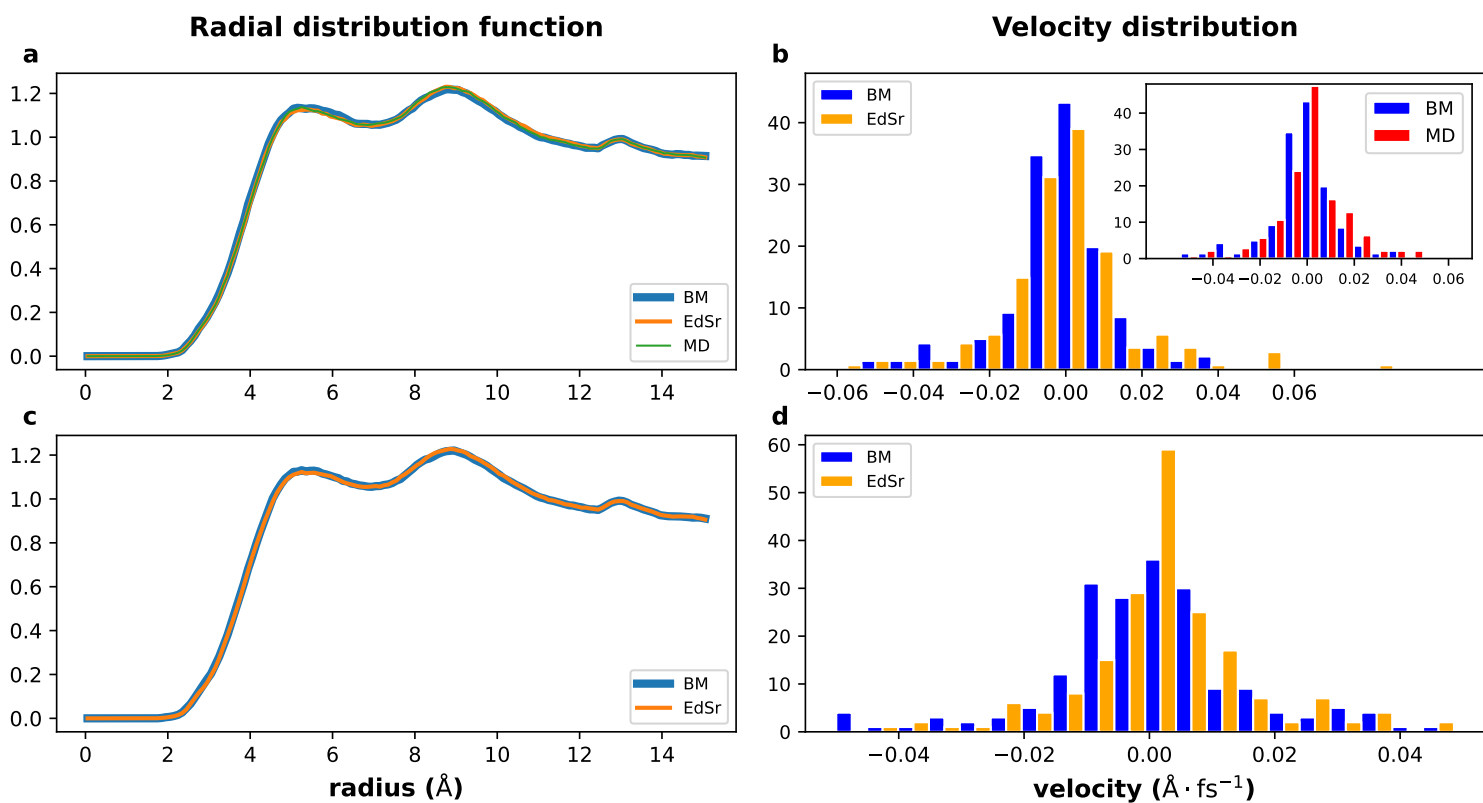 Radial distribution function
Velocity distribution
a
1.2
1.0
0.8
0.6
0.4
0.2
0.0
0 2 4 6 8 10 12 14
BM
EdSr
MD
b
BM
EdSr
40
30
20
10
0
−0.06 −0.04 −0.02 0.00 0.02 0.04 0.06
BM
MD
40
30
20
10
0
−0.04 −0.02 0.00 0.02 0.04 0.06
c
1.2
1.0
0.8
0.6
0.4
0.2
0.0
0 2 4 6 8 10 12 14
BM
EdSr
radius (Å)
d
BM
EdSr
60
50
40
30
20
10
0
−0.04 −0.02 0.00 0.02 0.04
velocity (Å · fs⁻¹)